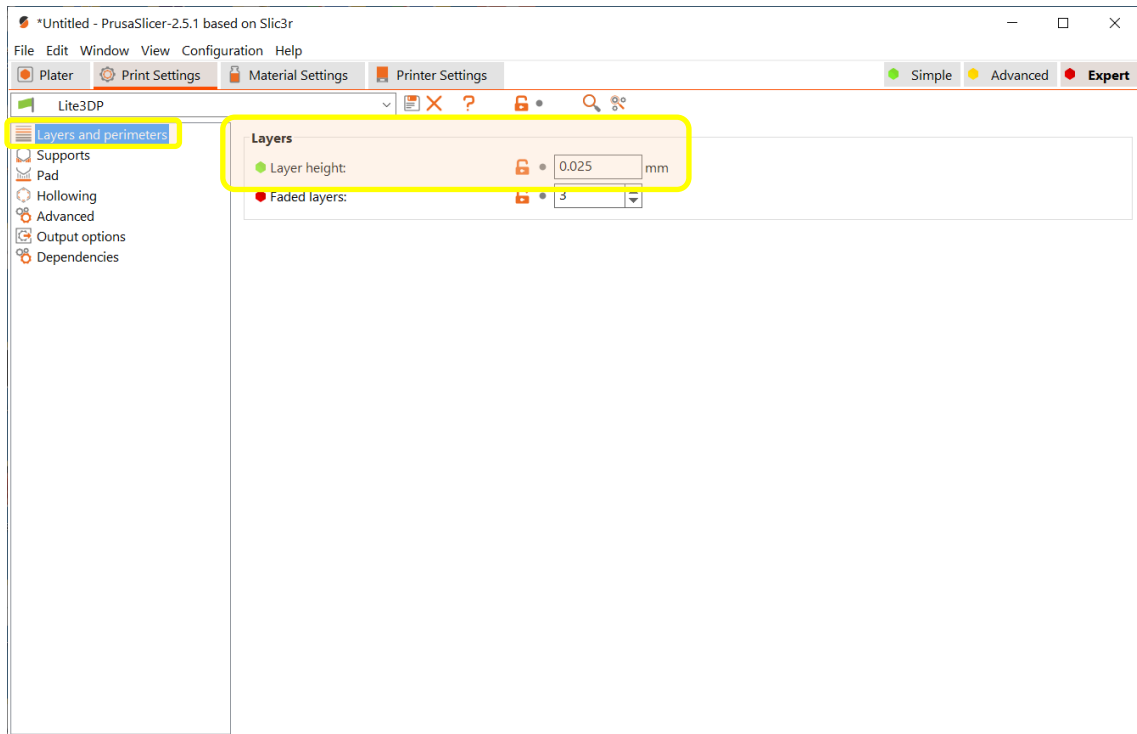 *Untitled - PrusaSlicer-2.5.1 based on Slic3r
File Edit Window View Configuration Help
Plater Print Settings Material Settings Printer Settings Simple Advanced Expert
Lite3DP
Layers and perimeters
Supports
Pad
Hollowing
Advanced
Output options
Dependencies
Layers
Layer height: 0.025 mm
Faded layers: 3